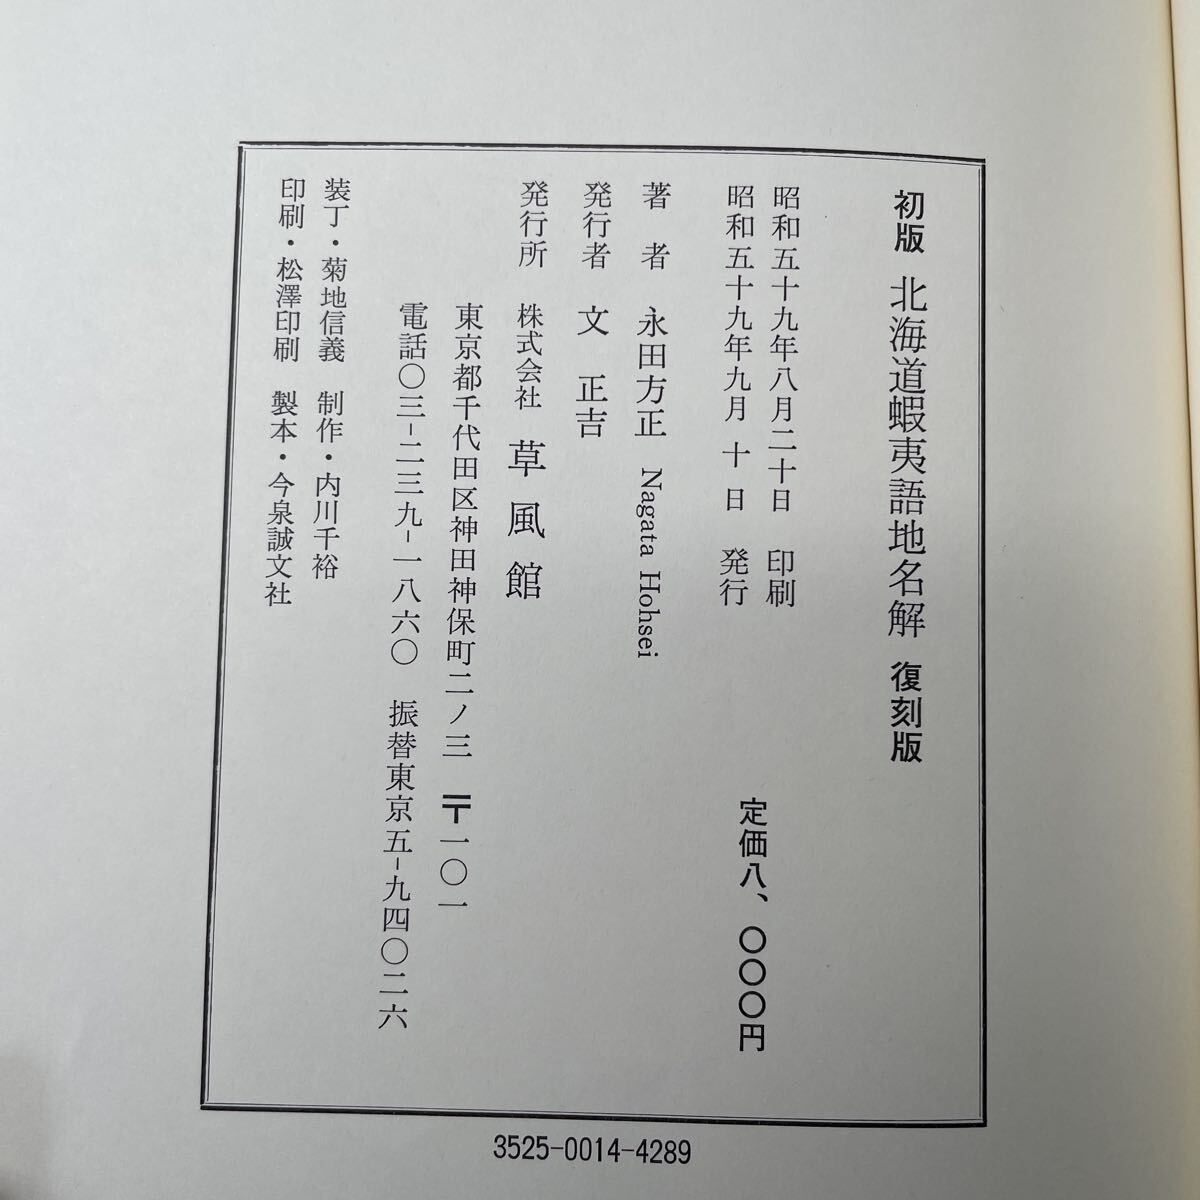 初版 北海道蝦夷語地名解 復刻版
昭和五十九年八月二十日 印刷
昭和五十九年九月 十 日 発行
定価八、〇〇〇円
著 者 永田方正 Nagata Hohsei
発行者 文 正吉
発行所 株式会社 草風館
東京都千代田区神田神保町二ノ三 〒一〇一
電話〇三-二三九-一八六〇 振替東京五-九四〇二六
装丁・菊地信義 制作・内川千裕
印刷・松澤印刷 製本・今泉誠文社
3525-0014-4289